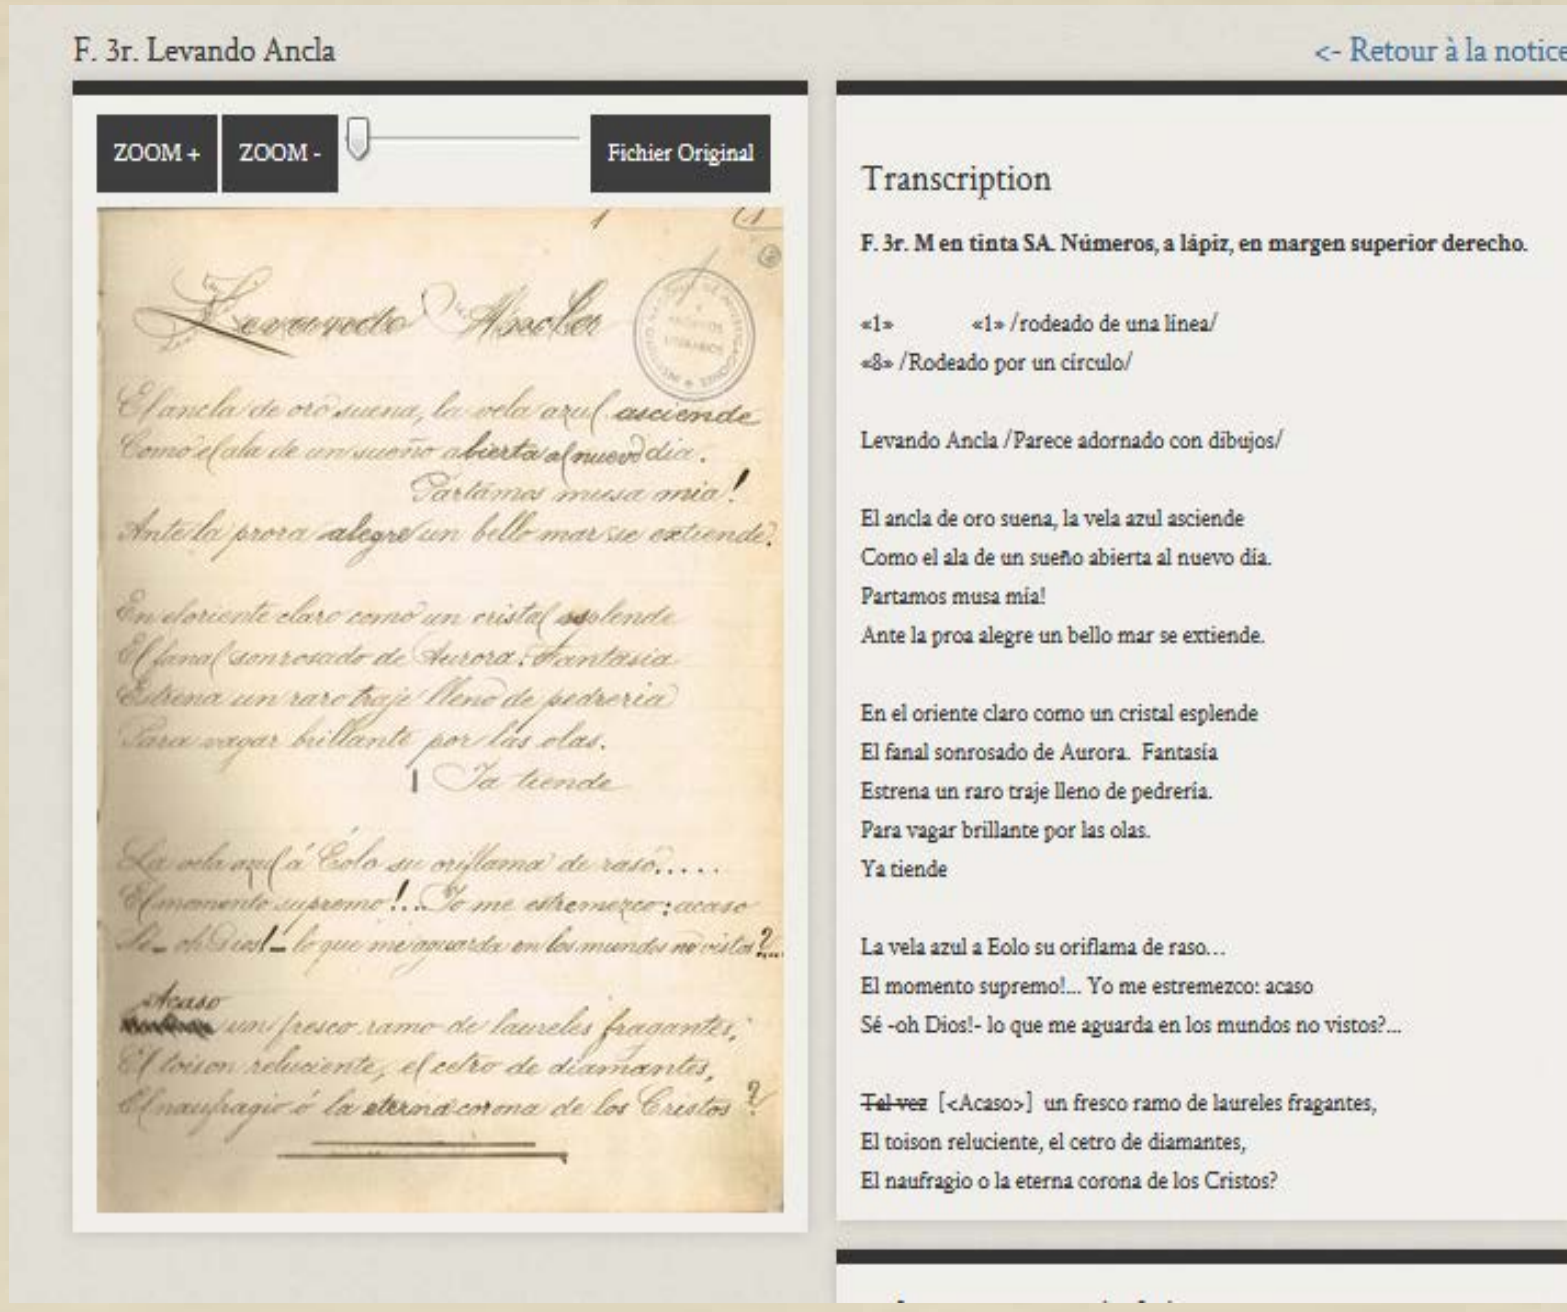 F. 3r. Levando Ancla
<- Retour à la notice
ZOOM +
ZOOM -
Fichier Original
1 1
Levando Ancla
El ancla de oro suena, la vela azul asciende
Como el ala de un sueño abierta al nuevo dia.
Partámos musa mia!
Ante la prora alegre un bello mar se extiende.
En eloriente claro como un cristal esplende
El fanal sonrosado de Aurora. Fantasia
Estrena un raro traje lleno de pedreria
Para vagar brillante por las olas.
Ya tiende
La vela azul á Eolo su oriflama de raso.....
El momento supremo!... Yo me estremezco: acaso
Sé - oh Dios! - lo que me aguarda en los mundos no vistos?...
Acaso
un fresco ramo de laureles fragantes,
El toison reluciente, el cetro de diamantes,
El naufragio ó la eterna corona de los Cristos?
Transcription
F. 3r. M en tinta SA. Números, a lápiz, en margen superior derecho.
«1» «1» /rodeado de una línea/
«8» /Rodeado por un círculo/
Levando Ancla /Parece adornado con dibujos/
El ancla de oro suena, la vela azul asciende
Como el ala de un sueño abierta al nuevo día.
Partamos musa mía!
Ante la proa alegre un bello mar se extiende.
En el oriente claro como un cristal esplende
El fanal sonrosado de Aurora. Fantasía
Estrena un raro traje lleno de pedrería.
Para vagar brillante por las olas.
Ya tiende
La vela azul a Eolo su oriflama de raso...
El momento supremo!... Yo me estremezco: acaso
Sé -oh Dios!- lo que me aguarda en los mundos no vistos?...
Tal vez [<Acaso>] un fresco ramo de laureles fragantes,
El toison reluciente, el cetro de diamantes,
El naufragio o la eterna corona de los Cristos?